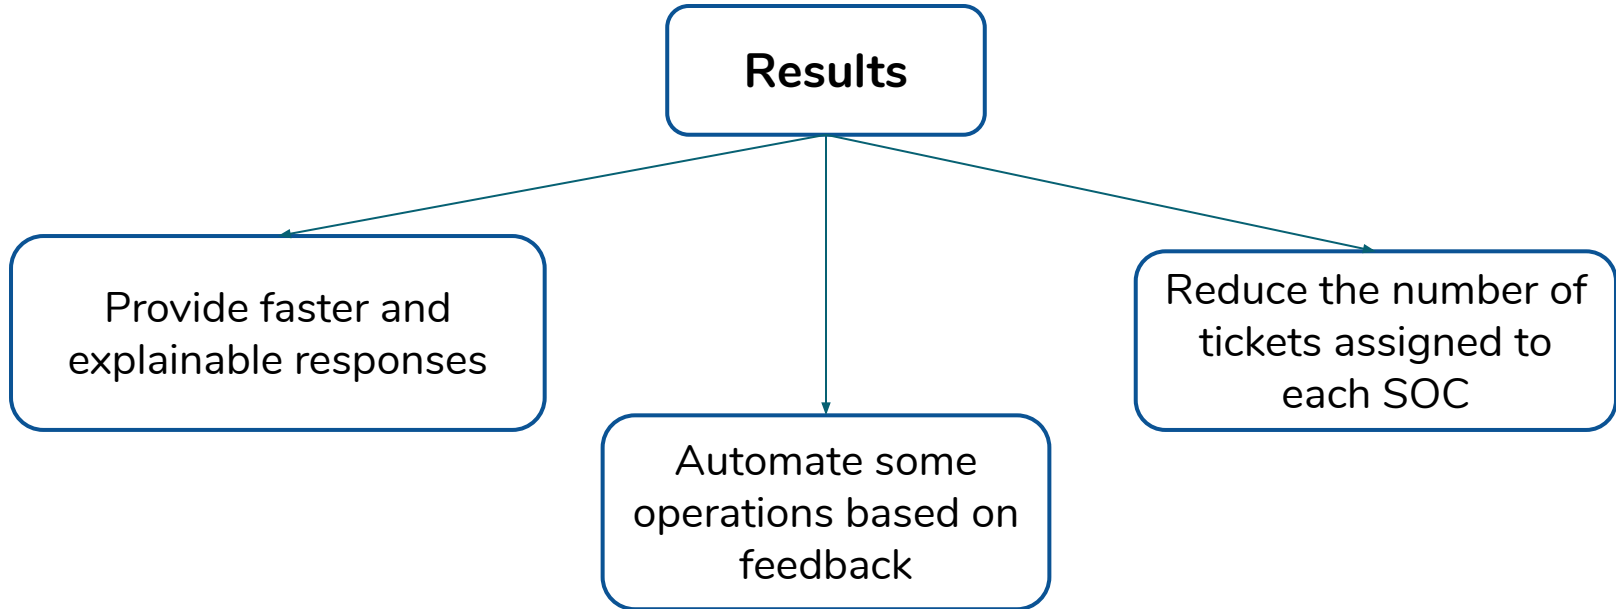 Results
Provide faster and
explainable responses
Automate some
operations based on
feedback
Reduce the number of
tickets assigned to
each SOC